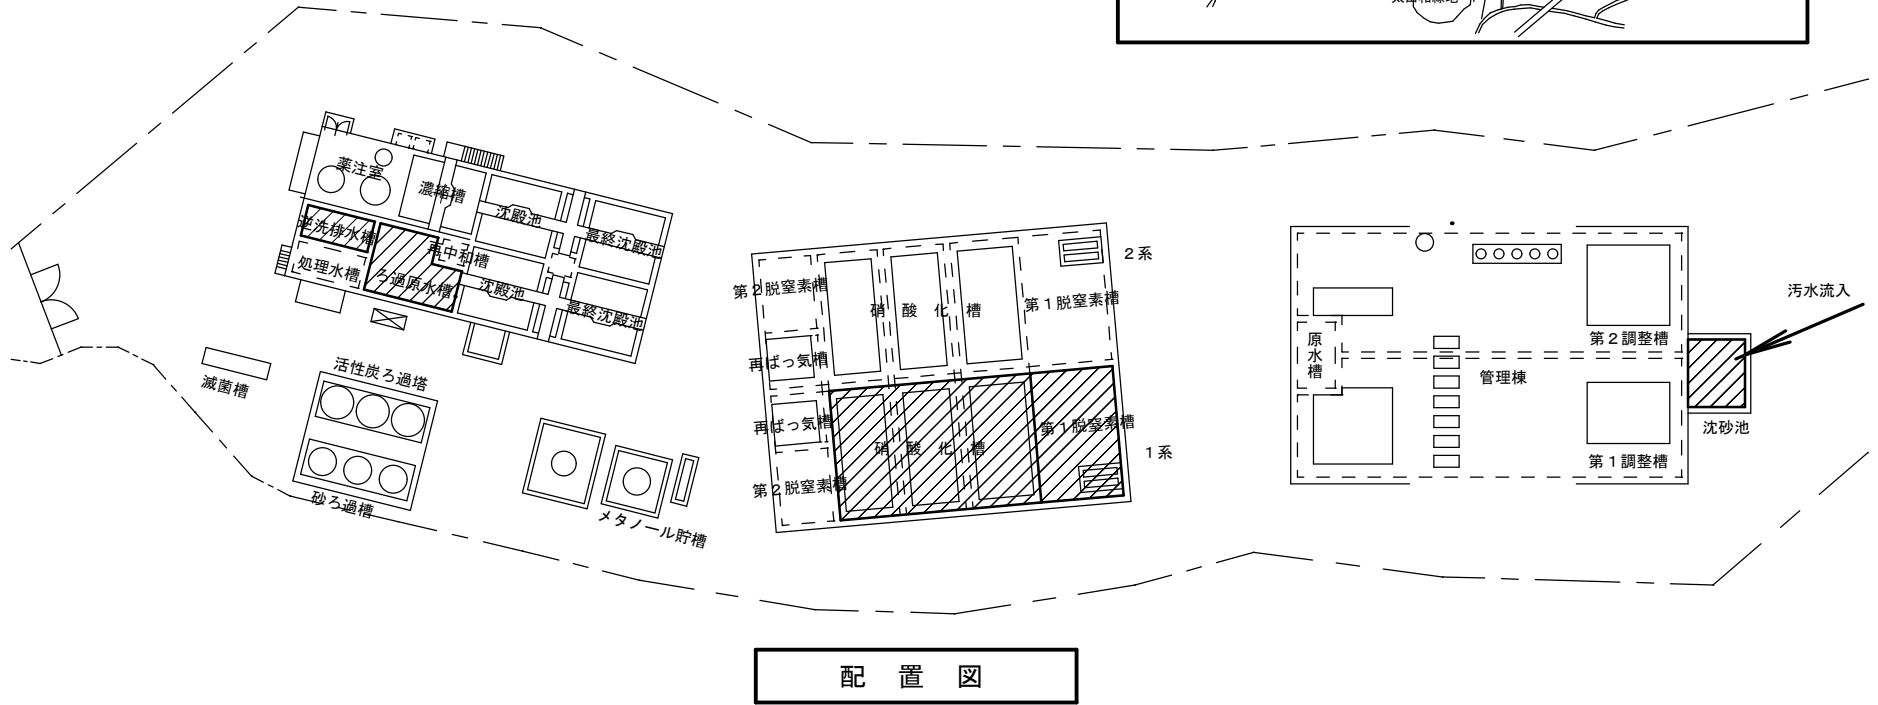 薬注室
濃縮槽
沈殿池
最終沈殿池
逆洗排水槽
再中和槽
処理水槽
ろ過原水槽
沈殿池
最終沈殿池
滅菌槽
活性炭ろ過塔
砂ろ過槽
メタノール貯槽
2系
第2脱窒素槽
硝酸化槽
第1脱窒素槽
再ばっ気槽
再ばっ気槽
硝酸化槽
第1脱窒素槽
1系
第2脱窒素槽
汚水流入
原水槽
第2調整槽
管理棟
沈砂池
第1調整槽
配置図